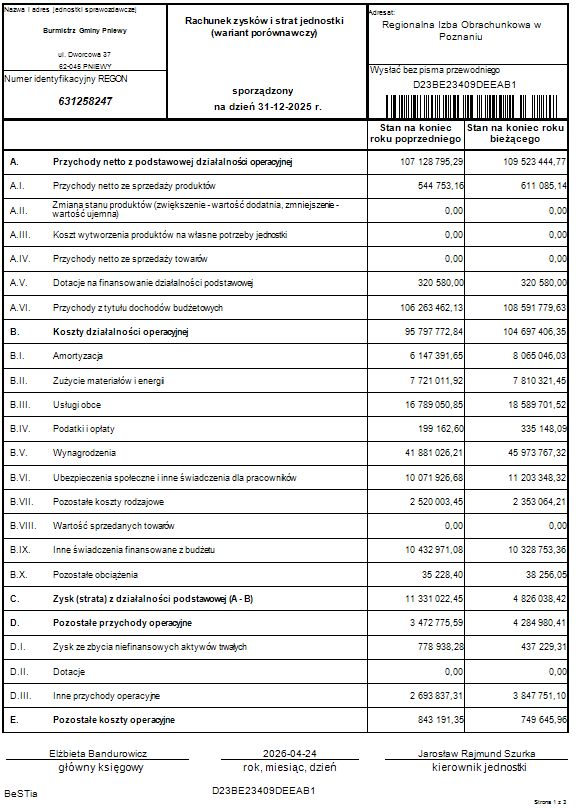 Nazwa i adres jednostki sprawozdawczej
Burmistrz Gminy Pniewy
ul. Dworcowa 37
62-045 PNIEWY
Numer identyfikacyjny REGON
631258247
Rachunek zysków i strat jednostki
(wariant porównawczy)
sporządzony
na dzień 31-12-2025 r.
Adresat:
Regionalna Izba Obrachunkowa w
Poznaniu
Wysłać bez pisma przewodniego
D23BE23409DEEAB1
Stan na koniec roku poprzedniego Stan na koniec roku bieżącego
A. Przychody netto z podstawowej działalności operacyjnej 107 128 795,29 109 523 444,77
A.I. Przychody netto ze sprzedaży produktów 544 753,16 611 085,14
A.II. Zmiana stanu produktów (zwiększenie - wartość dodatnia, zmniejszenie -
wartość ujemna) 0,00 0,00
A.III. Koszt wytworzenia produktów na własne potrzeby jednostki 0,00 0,00
A.IV. Przychody netto ze sprzedaży towarów 0,00 0,00
A.V. Dotacje na finansowanie działalności podstawowej 320 580,00 320 580,00
A.VI. Przychody z tytułu dochodów budżetowych 106 263 462,13 108 591 779,63
B. Koszty działalności operacyjnej 95 797 772,84 104 697 406,35
B.I. Amortyzacja 6 147 391,65 8 065 046,03
B.II. Zużycie materiałów i energii 7 721 011,92 7 810 321,45
B.III. Usługi obce 16 789 050,85 18 589 701,52
B.IV. Podatki i opłaty 199 162,60 335 148,09
B.V. Wynagrodzenia 41 881 026,21 45 973 767,32
B.VI. Ubezpieczenia społeczne i inne świadczenia dla pracowników 10 071 926,68 11 203 348,32
B.VII. Pozostałe koszty rodzajowe 2 520 003,45 2 353 064,21
B.VIII. Wartość sprzedanych towarów 0,00 0,00
B.IX. Inne świadczenia finansowane z budżetu 10 432 971,08 10 328 753,36
B.X. Pozostałe obciążenia 35 228,40 38 256,05
C. Zysk (strata) z działalności podstawowej (A - B) 11 331 022,45 4 826 038,42
D. Pozostałe przychody operacyjne 3 472 775,59 4 284 980,41
D.I. Zysk ze zbycia niefinansowych aktywów trwałych 778 938,28 437 229,31
D.II. Dotacje 0,00 0,00
D.III. Inne przychody operacyjne 2 693 837,31 3 847 751,10
E. Pozostałe koszty operacyjne 843 191,35 749 645,96
Elżbieta Bandurowicz 2026-04-24 Jarosław Rajmund Szurka
główny księgowy rok, miesiąc, dzień kierownik jednostki
BeSTia D23BE23409DEEAB1 Strona 1 z 2